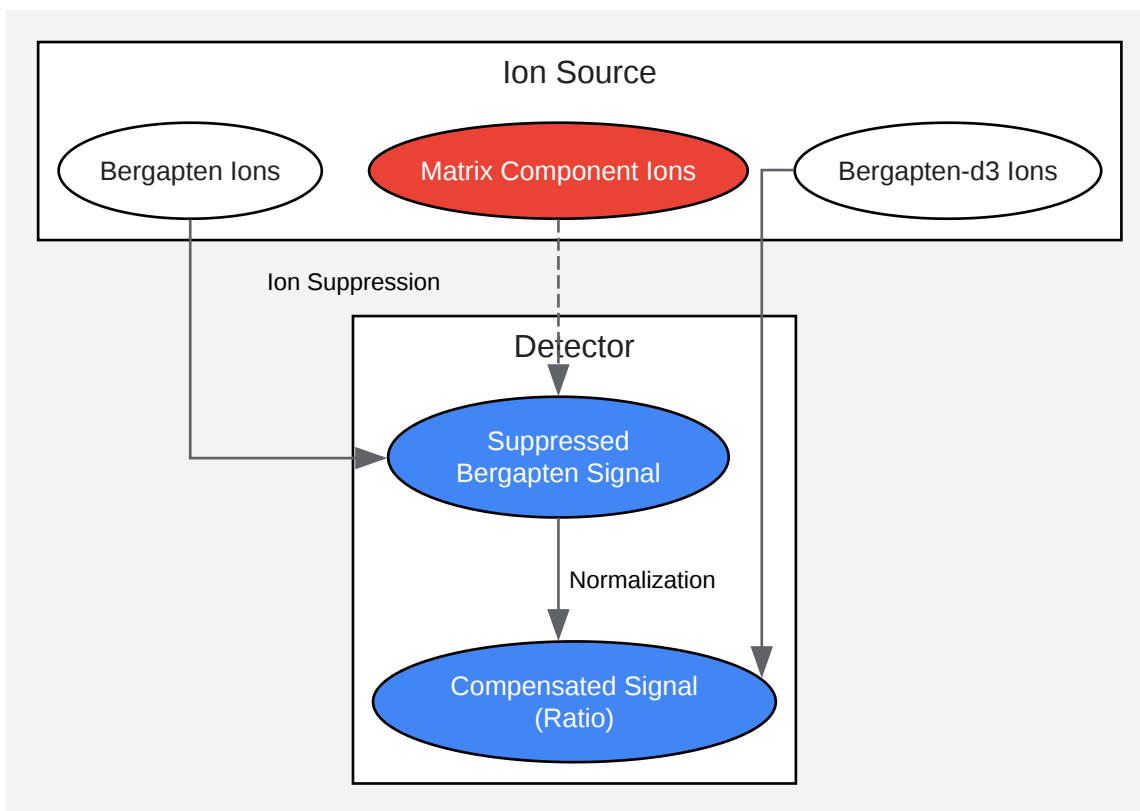 Ion Source
Bergapten Ions
Matrix Component Ions
Bergapten-d3 Ions
Ion Suppression
Detector
Suppressed
Bergapten Signal
Normalization
Compensated Signal
(Ratio)